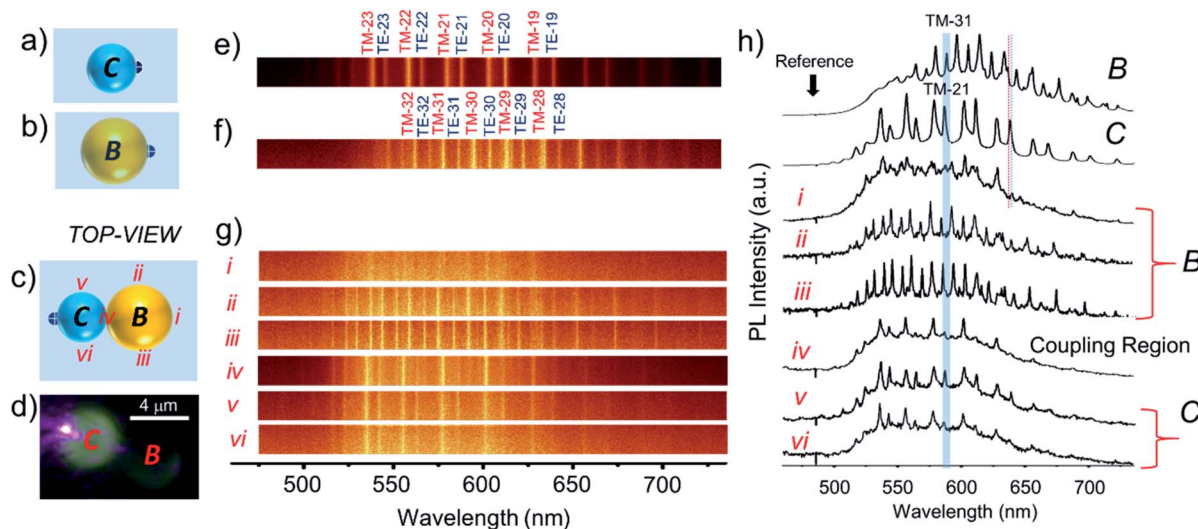 a)
C
b)
B
TOP-VIEW
c)
v
ii
C
iv
B
i
vi
iii
d)
4 μm
C
B
e)
TM-23
TE-23
TM-22
TE-22
TM-21
TE-21
TM-20
TE-20
TM-19
TE-19
f)
TM-32
TE-32
TM-31
TE-31
TM-30
TE-30
TM-29
TE-29
TM-28
TE-28
g)
i
ii
iii
iv
v
vi
500 550 600 650 700
Wavelength (nm)
h)
TM-31
Reference
B
TM-21
C
i
ii
B
iii
iv
Coupling Region
v
C
vi
PL Intensity (a.u.)
500 550 600 650 700
Wavelength (nm)